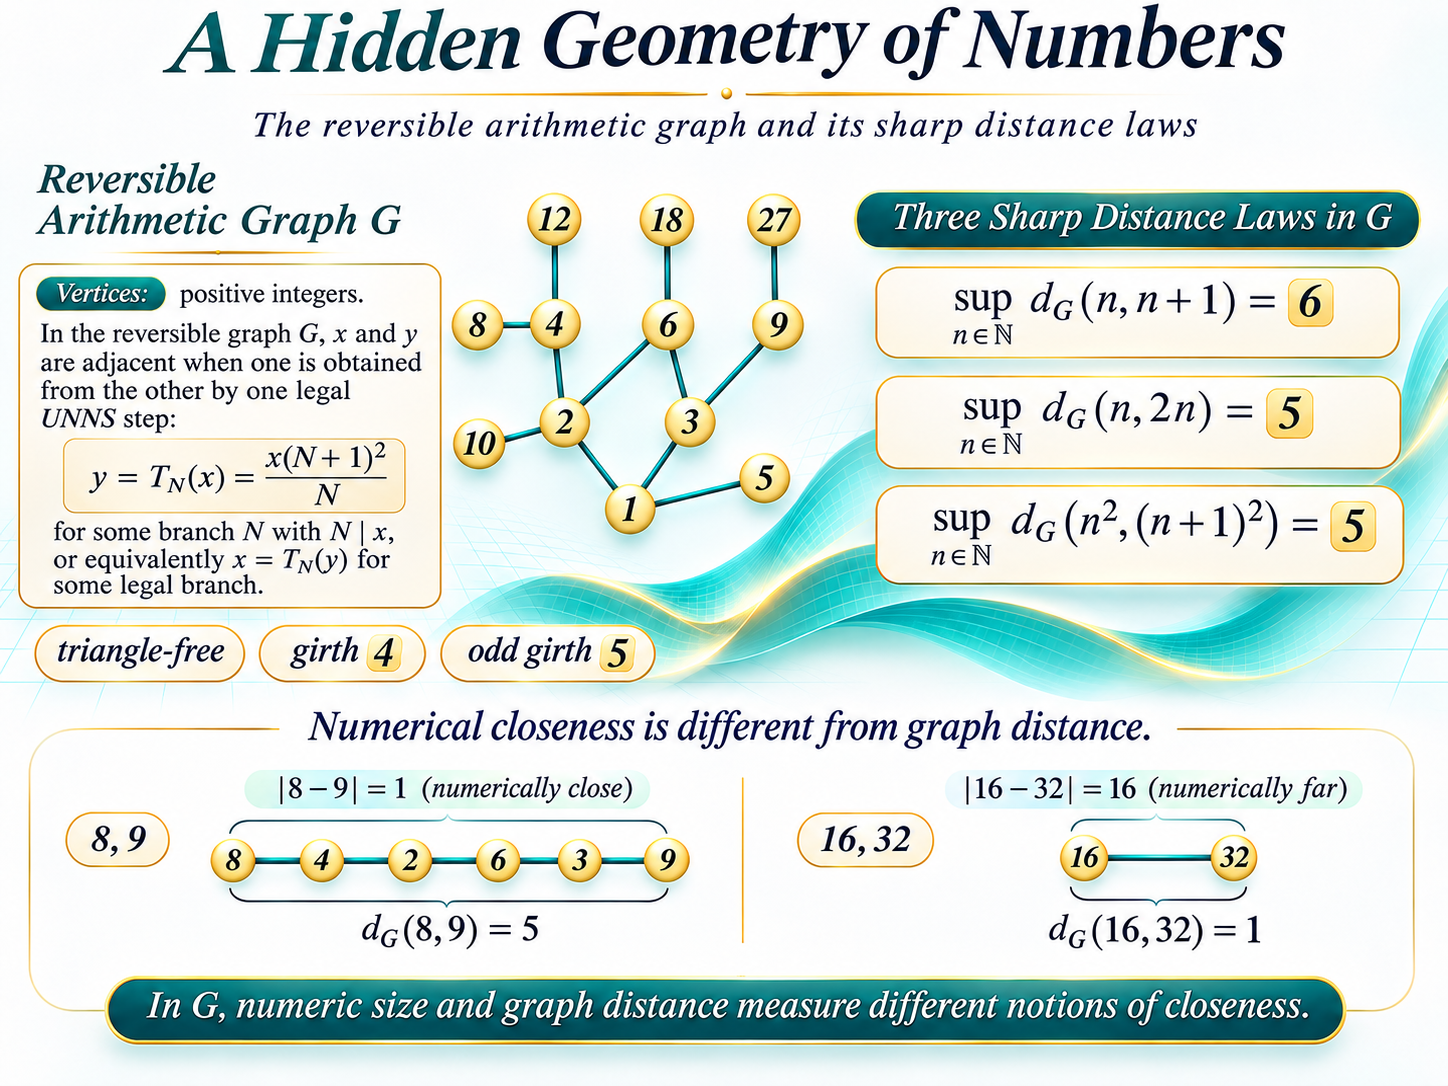 A Hidden Geometry of Numbers
The reversible arithmetic graph and its sharp distance laws
Reversible
Arithmetic Graph G
Vertices: positive integers.
In the reversible graph G, x and y
are adjacent when one is obtained
from the other by one legal
UNNS step:
y = T_N(x) = x(N + 1)² / N
for some branch N with N | x,
or equivalently x = T_N(y) for
some legal branch.
12 18 27
8 4 6 9
10 2 3
1 5
Three Sharp Distance Laws in G
sup_{n∈ℕ} d_G(n, n + 1) = 6
sup_{n∈ℕ} d_G(n, 2n) = 5
sup_{n∈ℕ} d_G(n², (n + 1)²) = 5
triangle-free girth 4 odd girth 5
Numerical closeness is different from graph distance.
|8 − 9| = 1 (numerically close)
8, 9
8 4 2 6 3 9
d_G(8, 9) = 5
|16 − 32| = 16 (numerically far)
16, 32
16 32
d_G(16, 32) = 1
In G, numeric size and graph distance measure different notions of closeness.